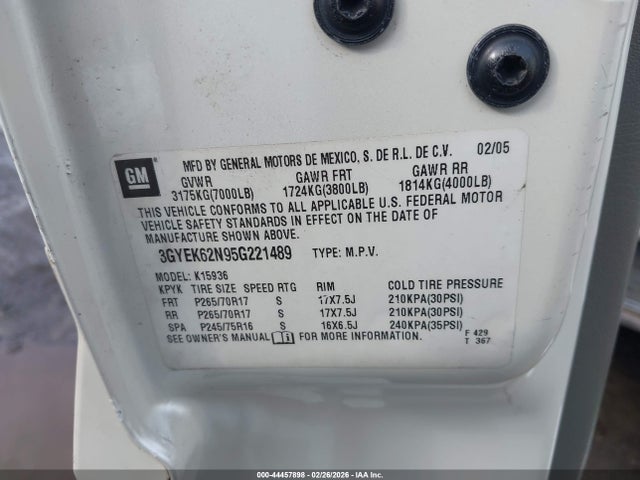 GM
MFD BY GENERAL MOTORS DE MEXICO, S. DE R.L. DE C.V. 02/05
GVWR GAWR FRT GAWR RR
3175KG(7000LB) 1724KG(3800LB) 1814KG(4000LB)
THIS VEHICLE CONFORMS TO ALL APPLICABLE U.S. FEDERAL MOTOR
VEHICLE SAFETY STANDARDS IN EFFECT ON THE DATE OF
MANUFACTURE SHOWN ABOVE.
3GYEK62N95G221489 TYPE: M.P.V.
MODEL: K15936
KPYK TIRE SIZE SPEED RTG RIM COLD TIRE PRESSURE
FRT P265/70R17 S 17X7.5J 210KPA(30PSI)
RR P265/70R17 S 17X7.5J 210KPA(30PSI)
SPA P245/75R16 S 16X6.5J 240KPA(35PSI)
SEE OWNER'S MANUAL FOR MORE INFORMATION
F 429
T 367
000-44457898 - 02/26/2026 - IAA Inc.